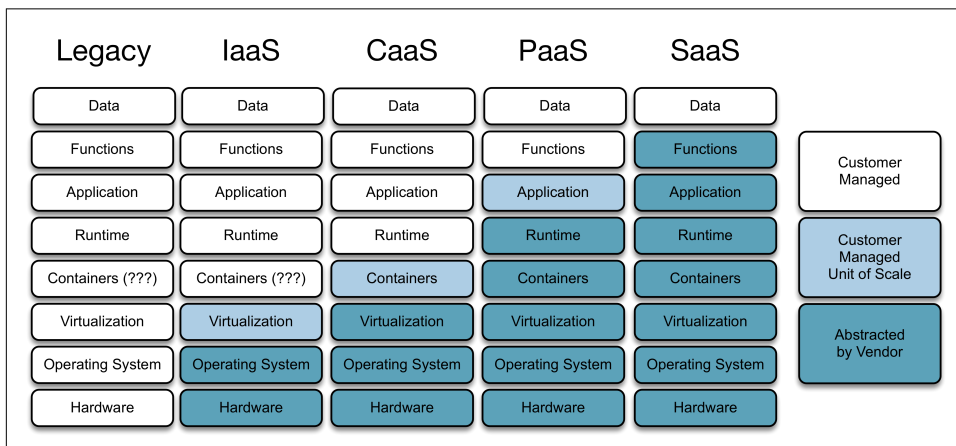 Legacy IaaS CaaS PaaS SaaS
Data Data Data Data Data
Functions Functions Functions Functions Functions
Application Application Application Application Application
Runtime Runtime Runtime Runtime Runtime
Containers (???) Containers (???) Containers Containers Containers
Virtualization Virtualization Virtualization Virtualization Virtualization
Operating System Operating System Operating System Operating System Operating System
Hardware Hardware Hardware Hardware Hardware
Customer
Managed
Customer
Managed
Unit of Scale
Abstracted
by Vendor